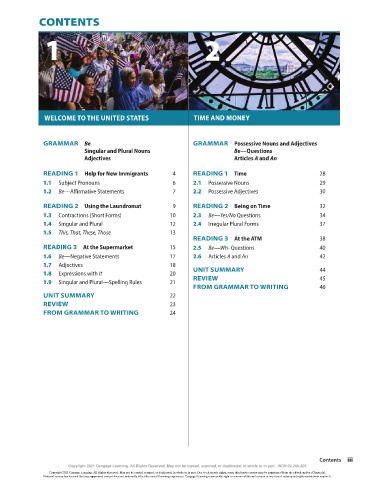 CONTENTS
1
WELCOME TO THE UNITED STATES
GRAMMAR Be
Singular and Plural Nouns
Adjectives
READING 1 Help for New Immigrants 4
1.1 Subject Pronouns 6
1.2 Be—Affirmative Statements 7
READING 2 Using the Laundromat 9
1.3 Contractions (Short Forms) 10
1.4 Singular and Plural 12
1.5 This, That, These, Those 13
READING 3 At the Supermarket 15
1.6 Be—Negative Statements 17
1.7 Adjectives 18
1.8 Expressions with It 20
1.9 Singular and Plural—Spelling Rules 21
UNIT SUMMARY 22
REVIEW 23
FROM GRAMMAR TO WRITING 24
2
TIME AND MONEY
GRAMMAR Possessive Nouns and Adjectives
Be—Questions
Articles A and An
READING 1 Time 28
2.1 Possessive Nouns 29
2.2 Possessive Adjectives 30
READING 2 Being on Time 32
2.3 Be—Yes/No Questions 34
2.4 Irregular Plural Forms 37
READING 3 At the ATM 38
2.5 Be—Wh- Questions 40
2.6 Articles A and An 42
UNIT SUMMARY 44
REVIEW 45
FROM GRAMMAR TO WRITING 46
Contents iii
Copyright 2021 Cengage Learning. All Rights Reserved. May not be copied, scanned, or duplicated, in whole or in part.